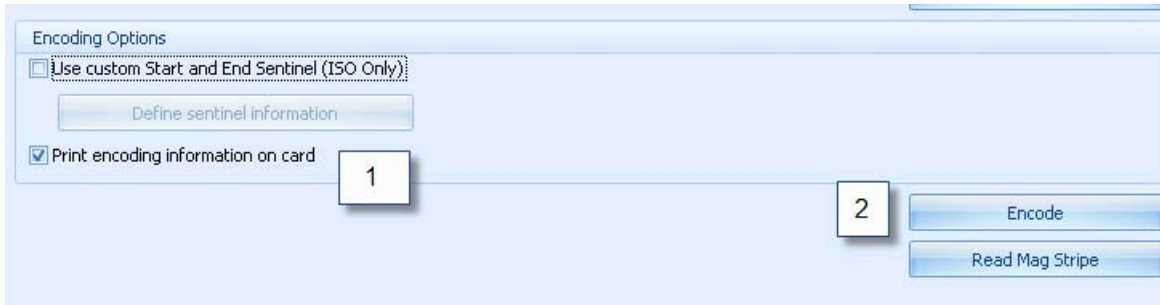 Encoding Options
Use custom Start and End Sentinel (ISO Only)
Define sentinel information
Print encoding information on card
1
2
Encode
Read Mag Stripe